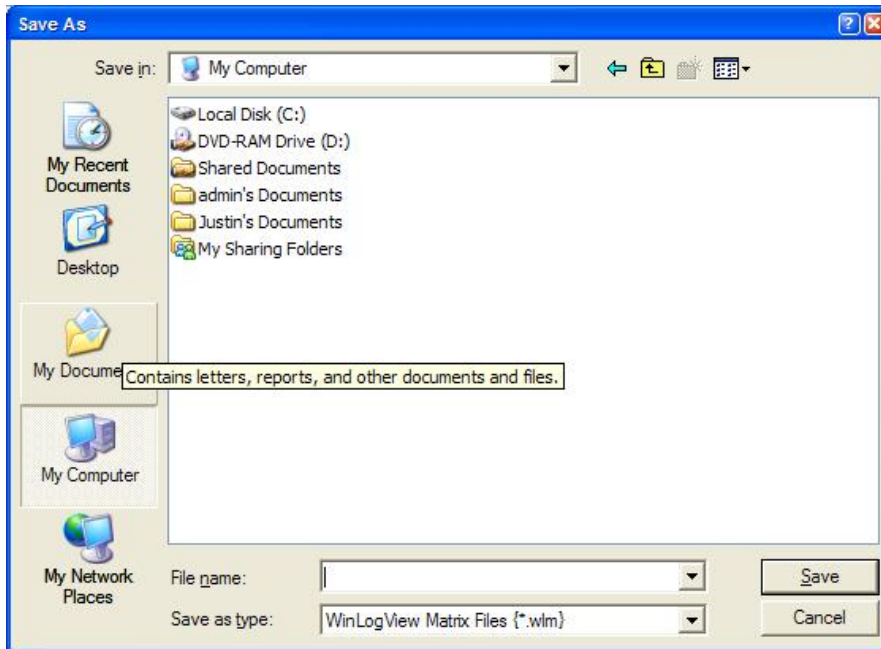 Save As
Save in:
My Computer
Local Disk (C:)
DVD-RAM Drive (D:)
Shared Documents
admin's Documents
Justin's Documents
My Sharing Folders
My Recent
Documents
Desktop
My Docume
Contains letters, reports, and other documents and files.
My Computer
My Network
Places
File name:
Save
Save as type:
WinLogView Matrix Files {*.wlm}
Cancel